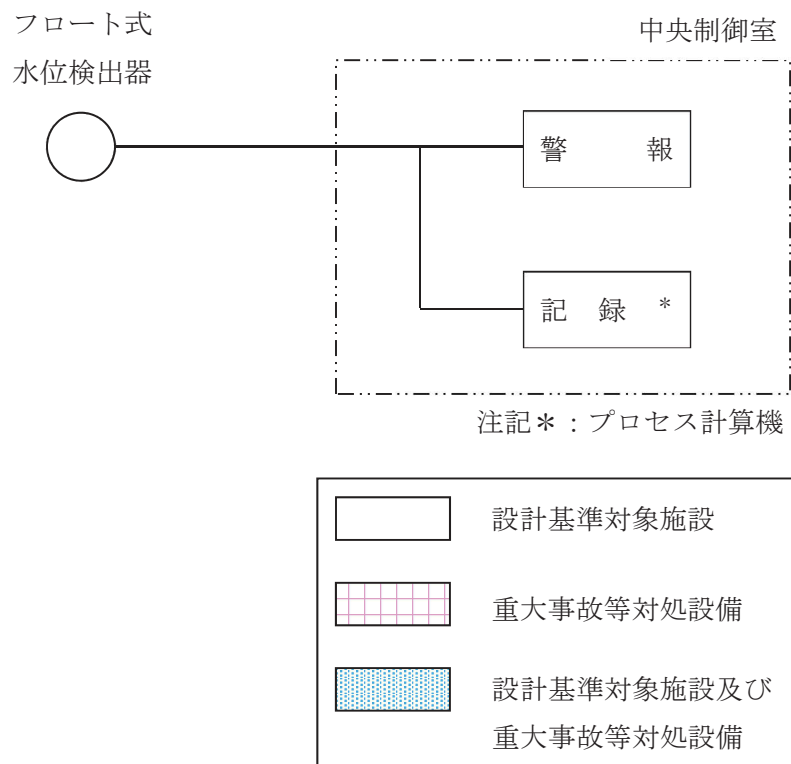 フロート式
水位検出器
中央制御室
警 報
記 録 *
注記＊：プロセス計算機
設計基準対象施設
重大事故等対処設備
設計基準対象施設及び
重大事故等対処設備